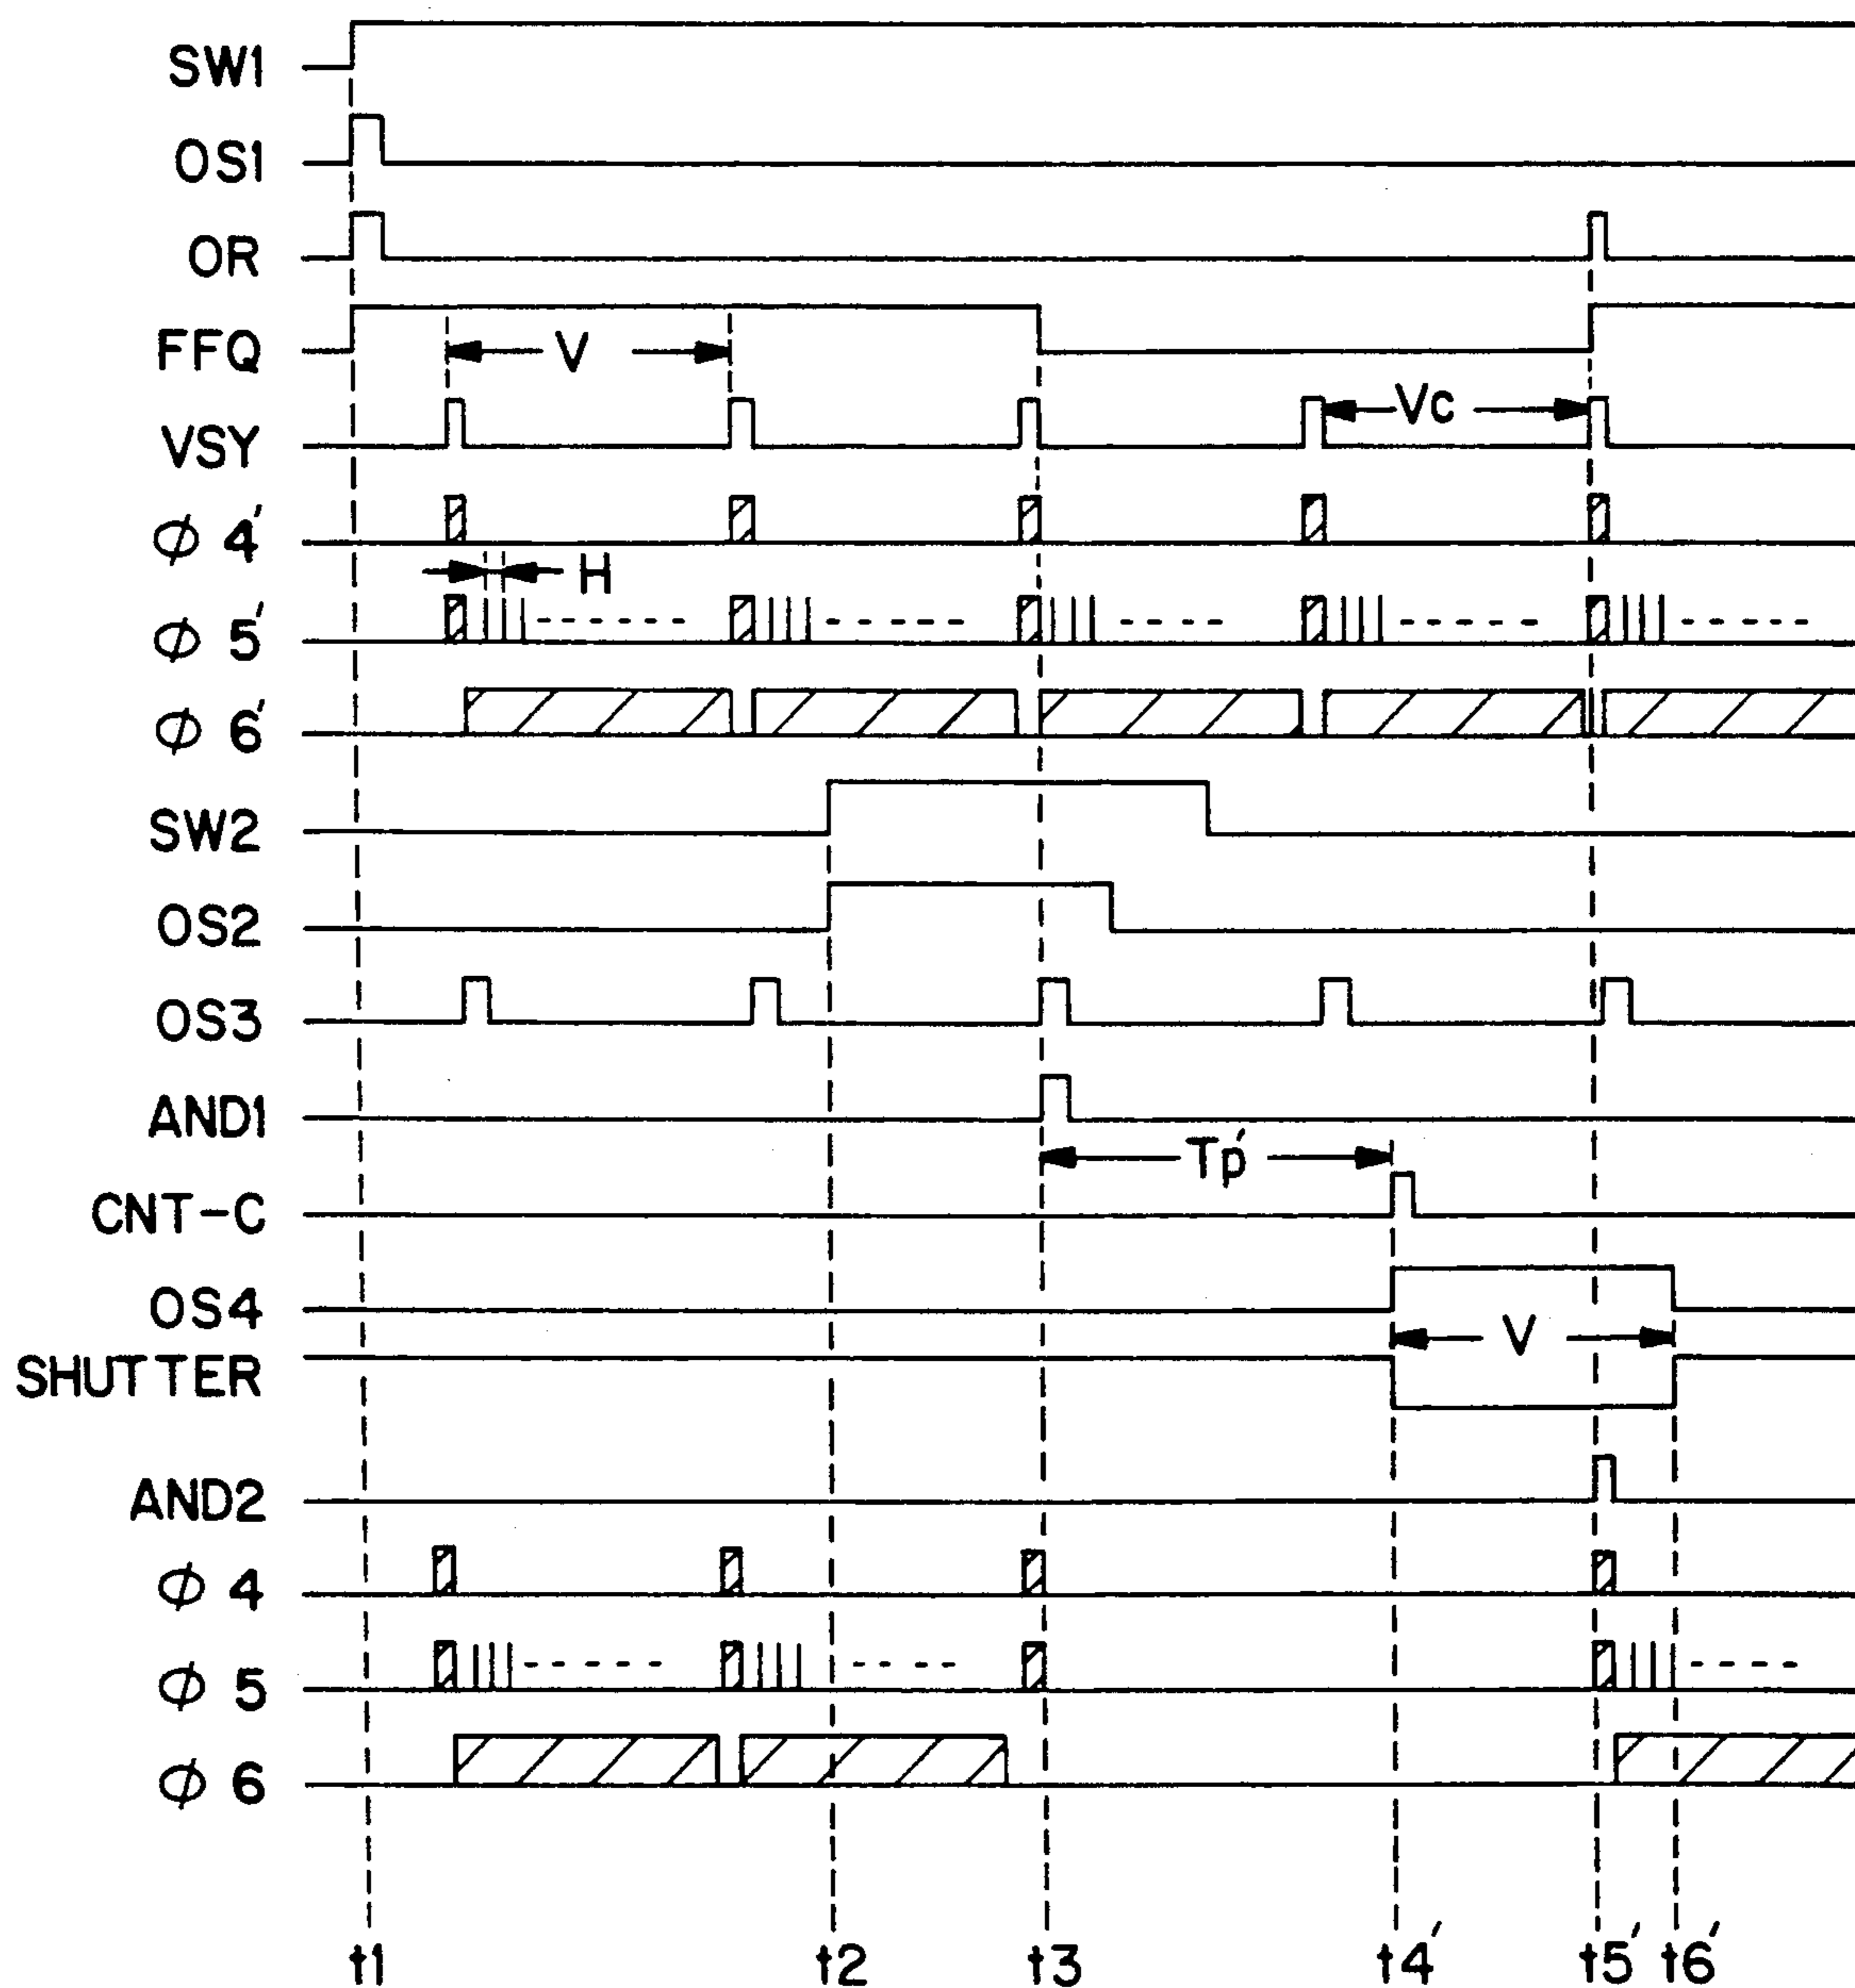 SW1
OS1
OR
FFQ
V
VSY
Vc
ϕ 4'
H
ϕ 5'
ϕ 6'
SW2
OS2
OS3
AND1
Tp'
CNT-C
OS4
V
SHUTTER
AND2
ϕ 4
ϕ 5
ϕ 6
t1 t2 t3 t4' t5' t6'